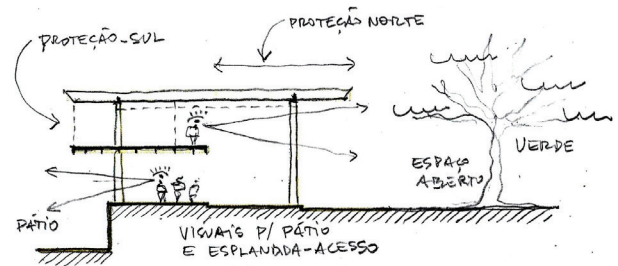 PROTEÇÃO NORTE
PROTEÇÃO-SUL
VERDE
ESPAÇO
ABERTO
PÁTIO
VISUAIS P/ PÁTIO
E ESPLANADA-ACESSO